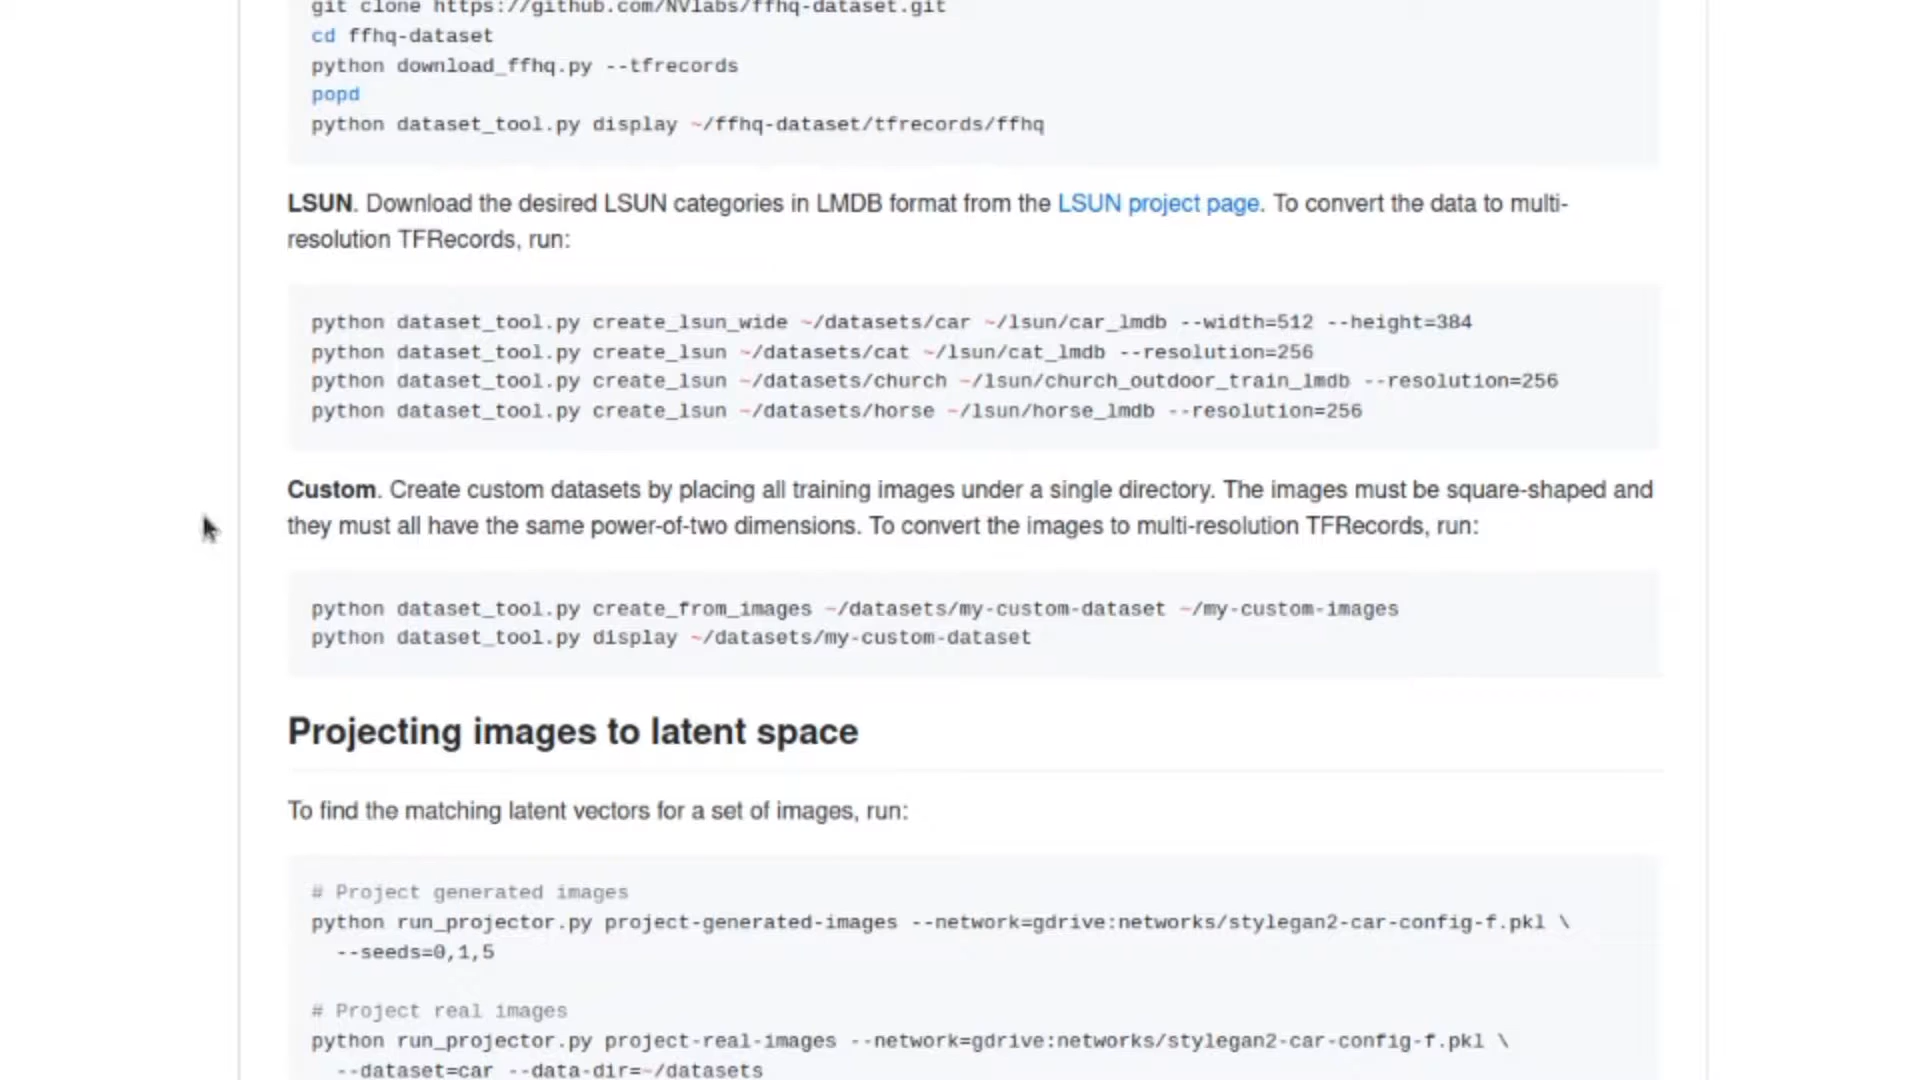 git clone https://github.com/NVlabs/ffhq-dataset.git
cd ffhq-dataset
python download_ffhq.py --tfrecords
popd
python dataset_tool.py display ~/ffhq-dataset/tfrecords/ffhq
LSUN. Download the desired LSUN categories in LMDB format from the LSUN project page. To convert the data to multi-
resolution TFRecords, run:
python dataset_tool.py create_lsun_wide ~/datasets/car ~/lsun/car_lmdb --width=512 --height=384
python dataset_tool.py create_lsun ~/datasets/cat ~/lsun/cat_lmdb --resolution=256
python dataset_tool.py create_lsun ~/datasets/church ~/lsun/church_outdoor_train_lmdb --resolution=256
python dataset_tool.py create_lsun ~/datasets/horse ~/lsun/horse_lmdb --resolution=256
Custom. Create custom datasets by placing all training images under a single directory. The images must be square-shaped and
they must all have the same power-of-two dimensions. To convert the images to multi-resolution TFRecords, run:
python dataset_tool.py create_from_images ~/datasets/my-custom-dataset ~/my-custom-images
python dataset_tool.py display ~/datasets/my-custom-dataset
Projecting images to latent space
To find the matching latent vectors for a set of images, run:
# Project generated images
python run_projector.py project-generated-images --network=gdrive:networks/stylegan2-car-config-f.pkl \
--seeds=0,1,5
# Project real images
python run_projector.py project-real-images --network=gdrive:networks/stylegan2-car-config-f.pkl \
--dataset=car --data-dir=~/datasets